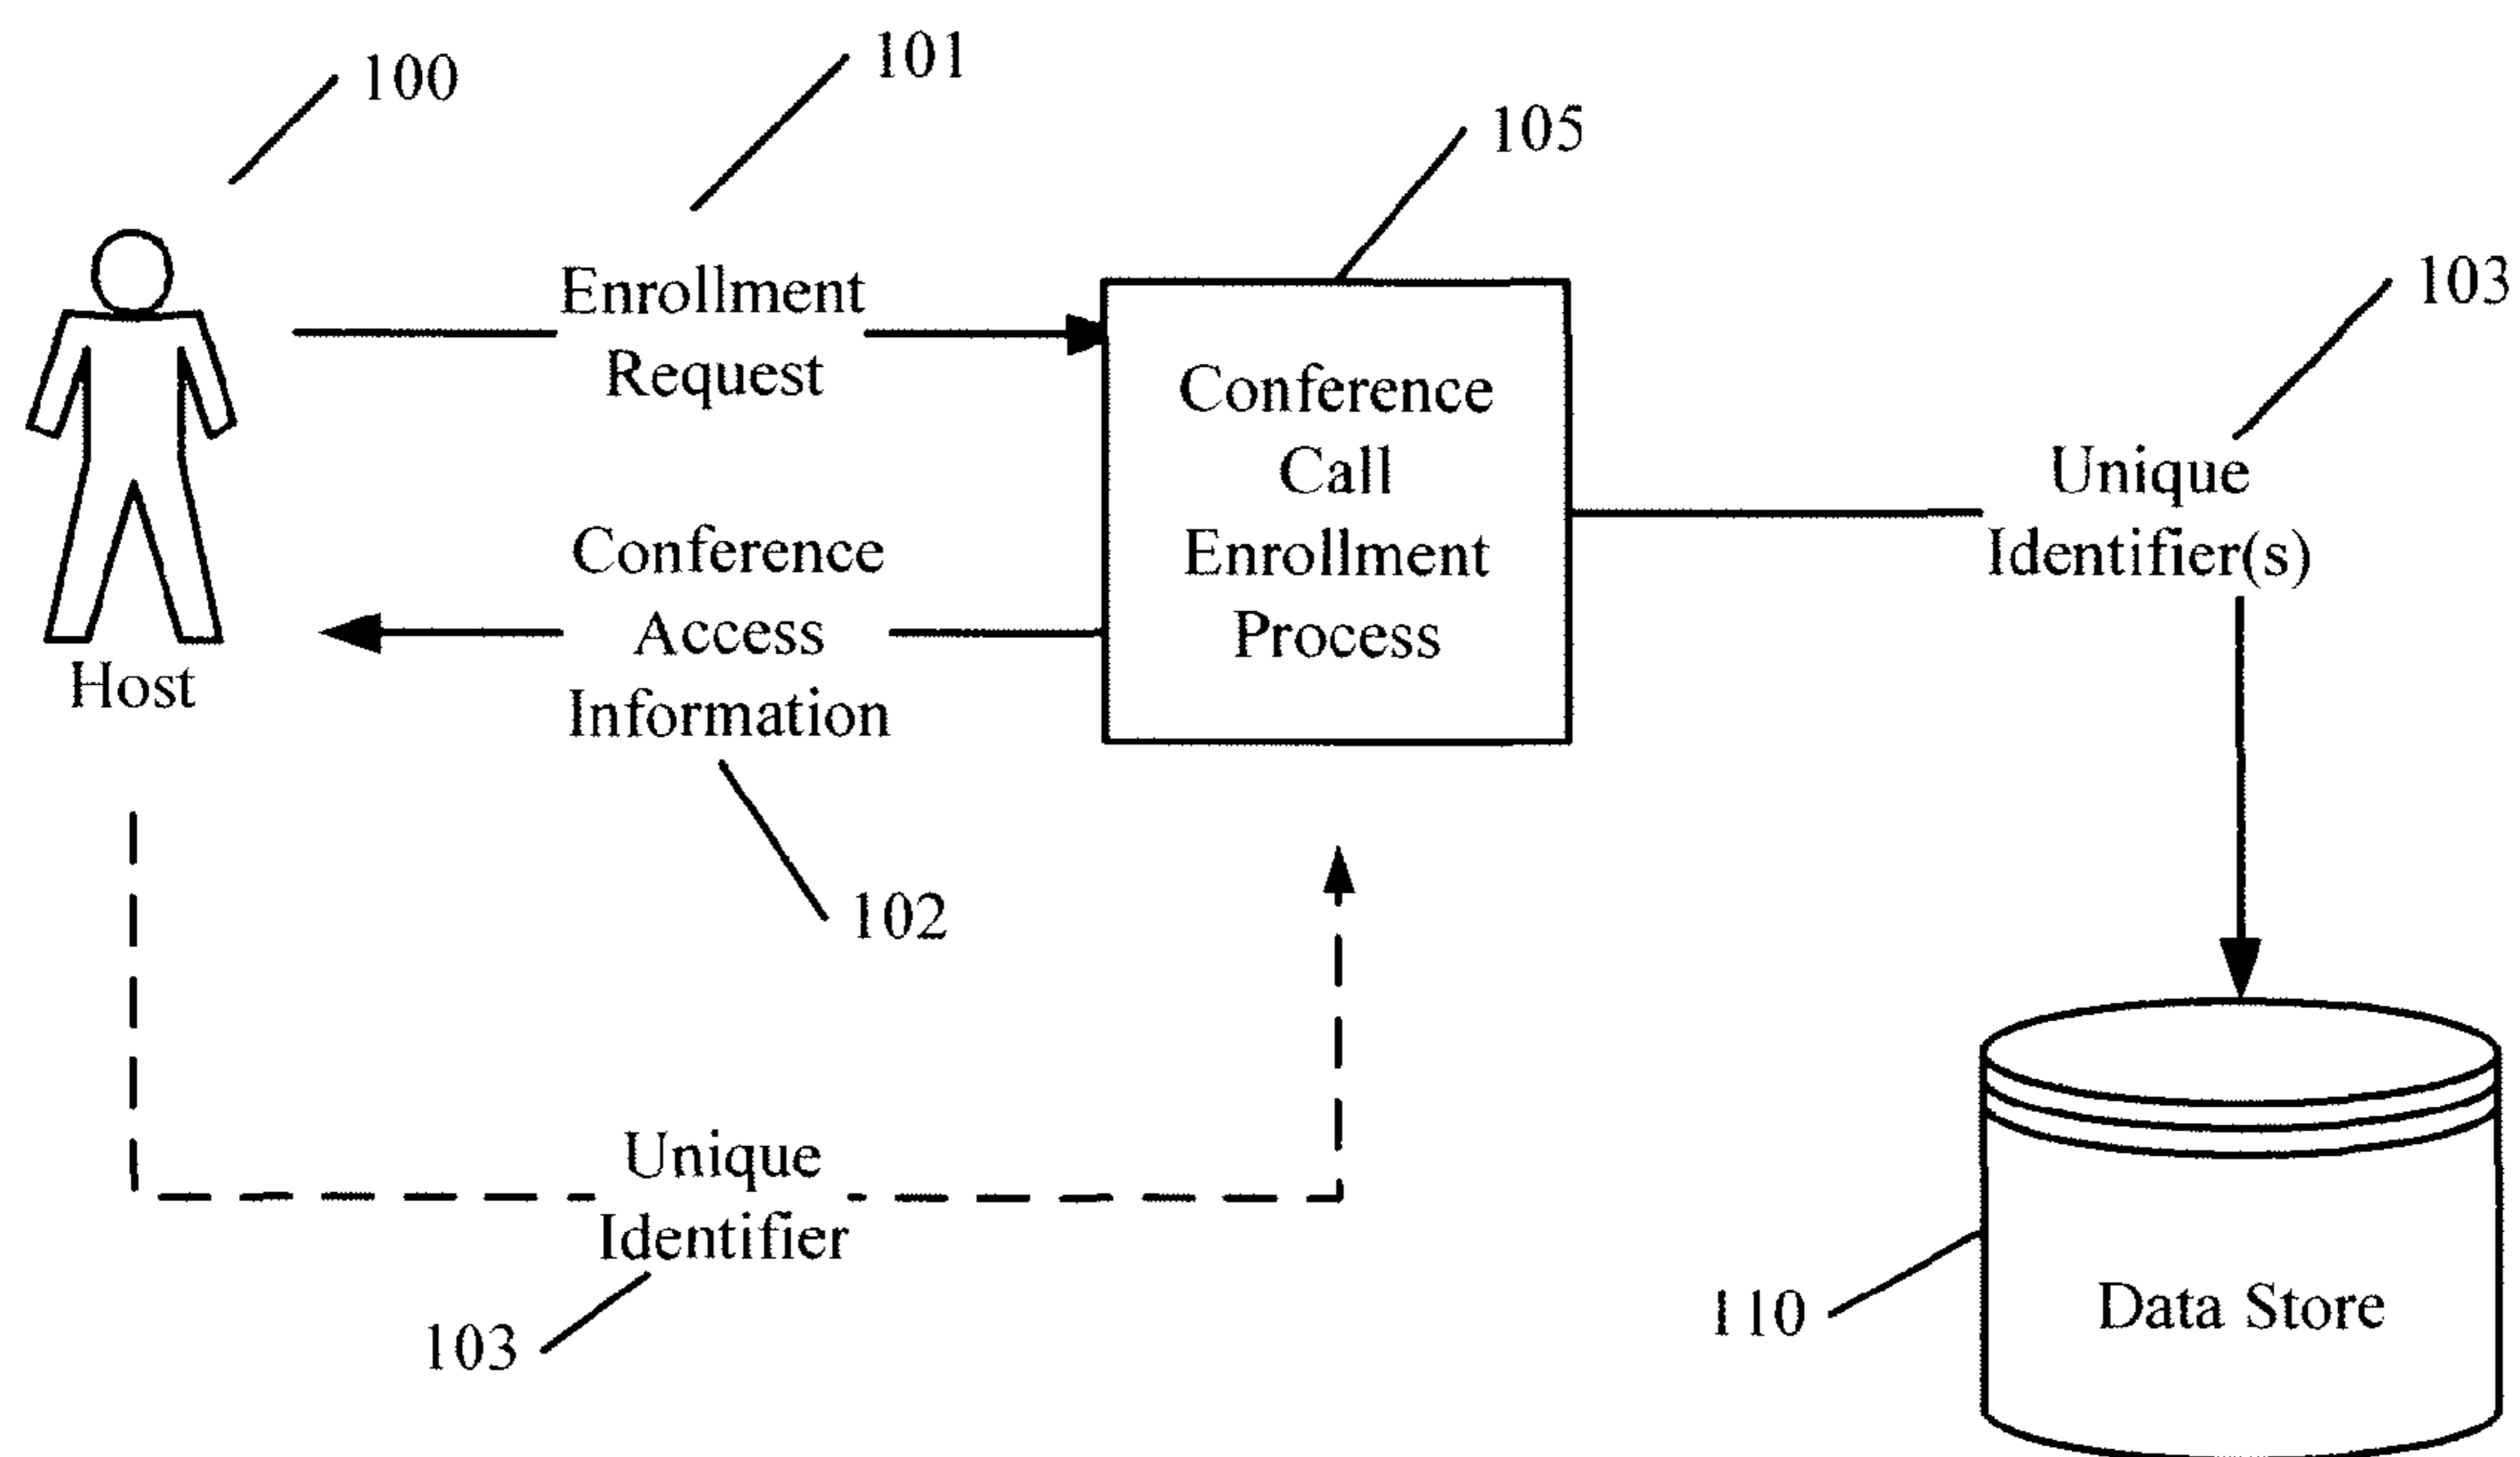 100
101
105
103
Enrollment
Request
Conference
Call
Enrollment
Process
Unique
Identifier(s)
Conference
Access
Information
Host
102
Unique
Identifier
103
110
Data Store